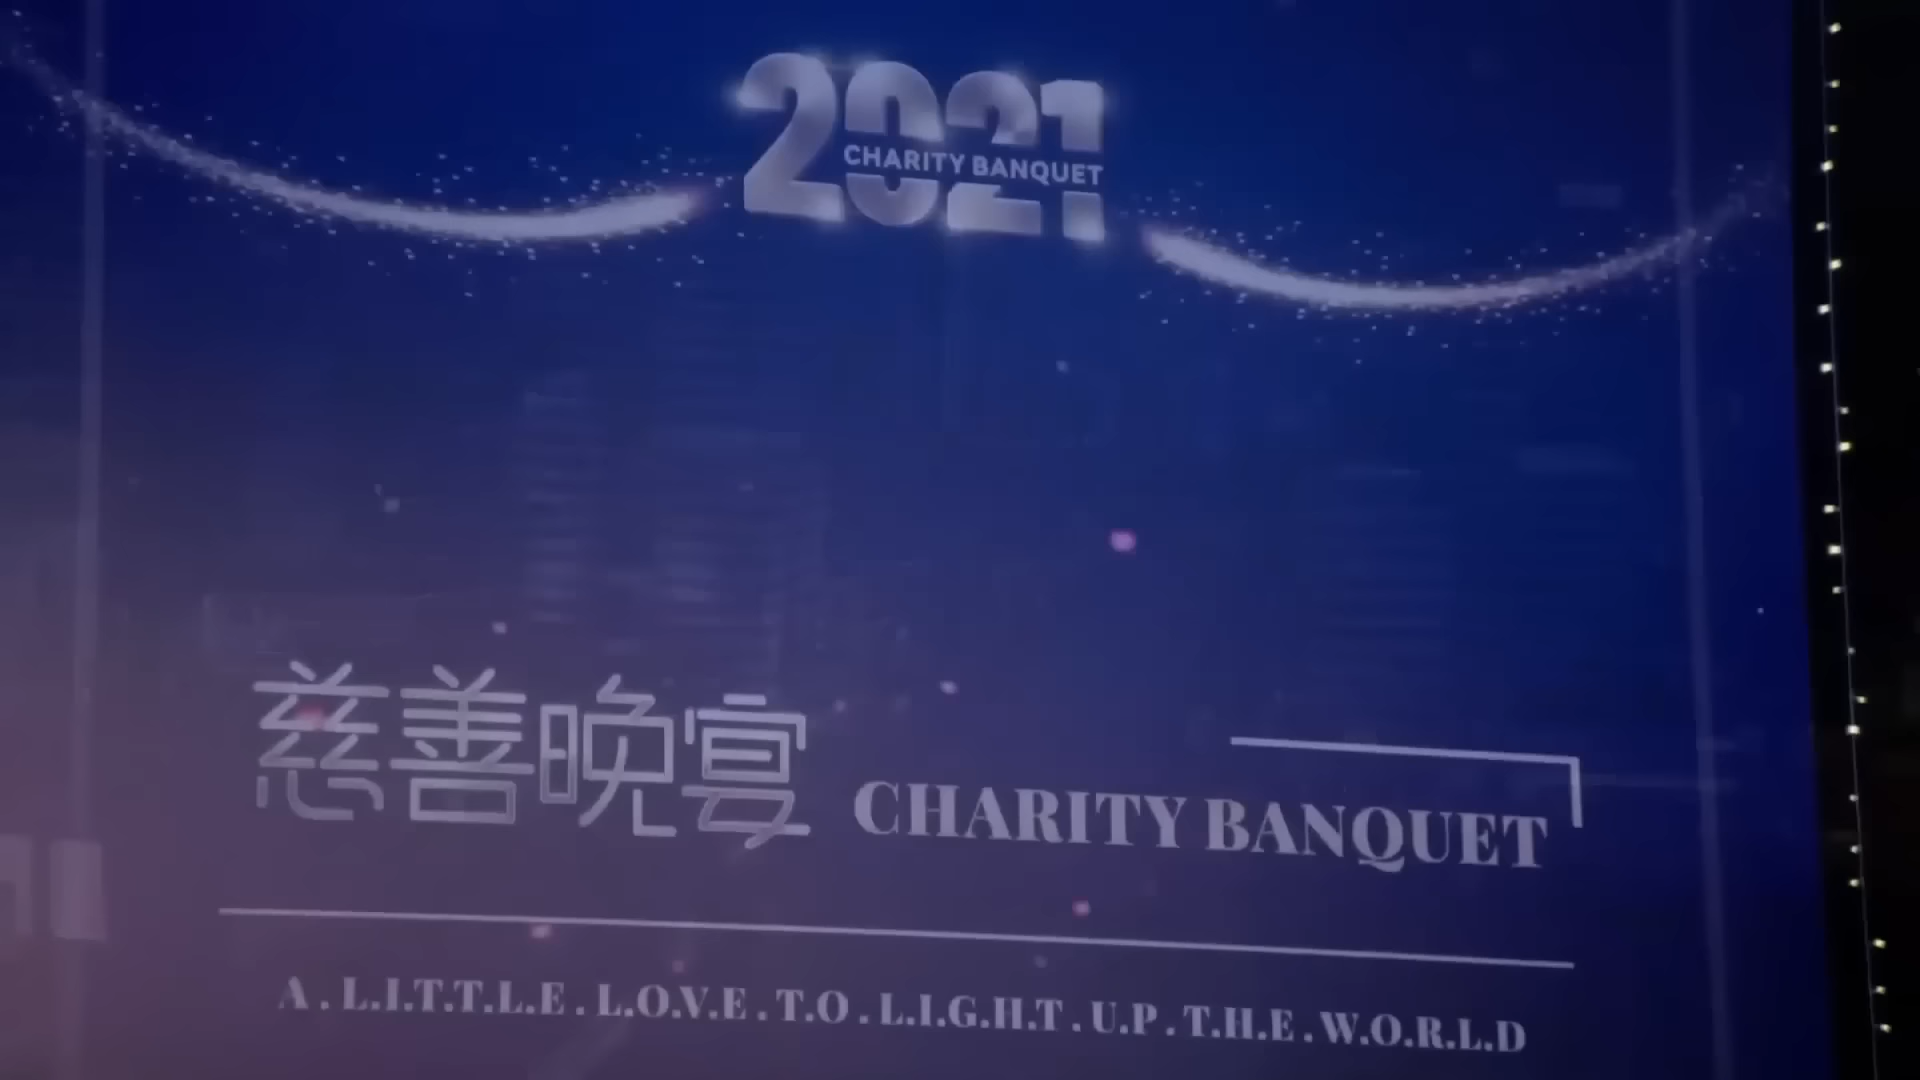 2021
CHARITY BANQUET
慈善晚宴 CHARITY BANQUET
A.L.I.T.T.L.E.L.O.V.E.T.O.L.I.G.H.T.U.P.T.H.E.W.O.R.L.D